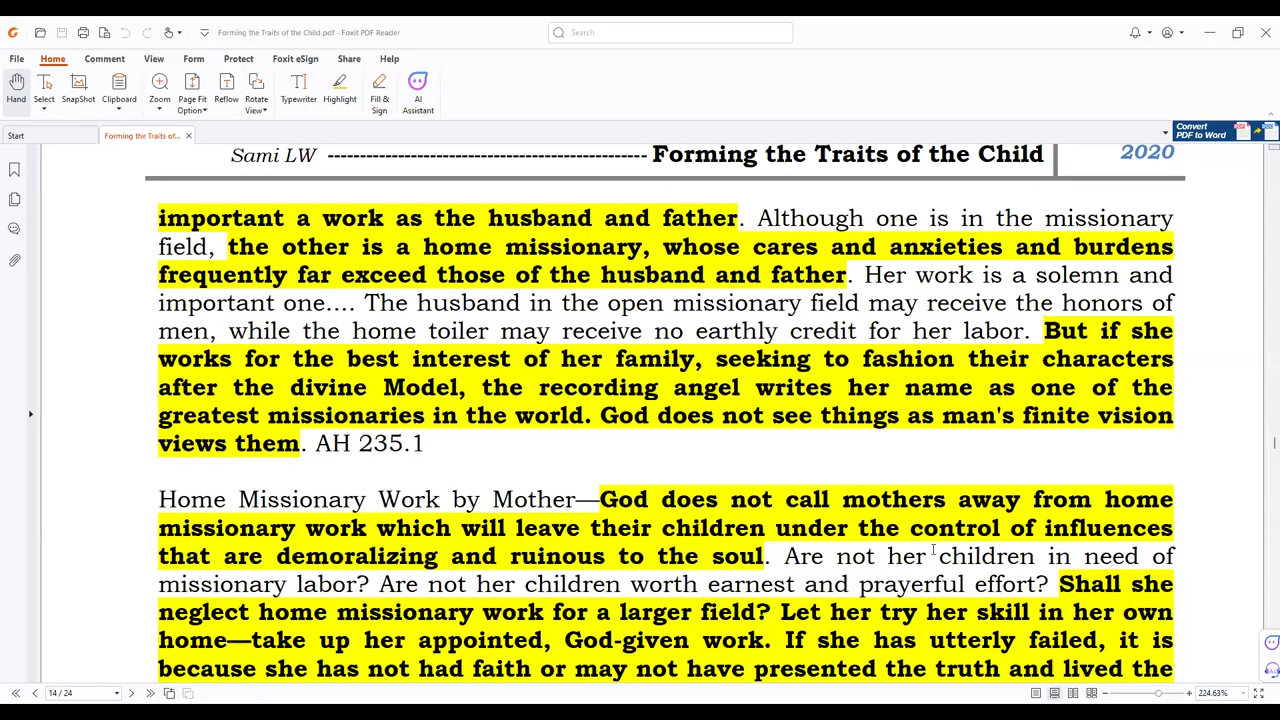 Forming the Traits of the Child.pdf - Foxit PDF Reader
Search
File Home Comment View Form Protect Foxit eSign Share Help
Hand Select SnapShot Clipboard Zoom Page Fit Option Reflow Rotate View Typewriter Highlight Fill & Sign AI Assistant
Start Forming the Traits of...
Convert PDF to Word
Sami LW ------------------------------------------------- Forming the Traits of the Child 2020
important a work as the husband and father. Although one is in the missionary
field, the other is a home missionary, whose cares and anxieties and burdens
frequently far exceed those of the husband and father. Her work is a solemn and
important one.... The husband in the open missionary field may receive the honors of
men, while the home toiler may receive no earthly credit for her labor. But if she
works for the best interest of her family, seeking to fashion their characters
after the divine Model, the recording angel writes her name as one of the
greatest missionaries in the world. God does not see things as man's finite vision
views them. AH 235.1
Home Missionary Work by Mother—God does not call mothers away from home
missionary work which will leave their children under the control of influences
that are demoralizing and ruinous to the soul. Are not her children in need of
missionary labor? Are not her children worth earnest and prayerful effort? Shall she
neglect home missionary work for a larger field? Let her try her skill in her own
home—take up her appointed, God-given work. If she has utterly failed, it is
because she has not had faith or may not have presented the truth and lived the
14 / 24
224.63%